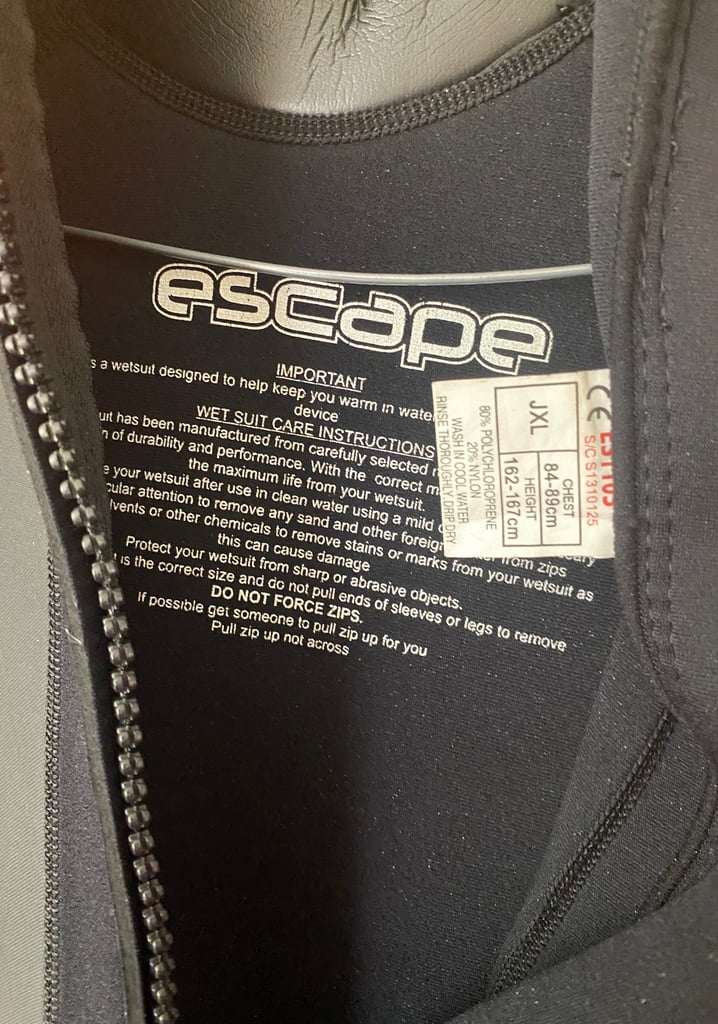 escape
IMPORTANT
s a wetsuit designed to help keep you warm in wate
device
WET SUIT CARE INSTRUCTIONS
uit has been manufactured from carefully selected
n of durability and performance. With the correct m
the maximum life from your wetsuit.
e your wetsuit after use in clean water using a mild
cular attention to remove any sand and other foreign from zips
lvents or other chemicals to remove stains or marks from your wetsuit as
this can cause damage
Protect your wetsuit from sharp or abrasive objects.
is the correct size and do not pull ends of sleeves or legs to remove
DO NOT FORCE ZIPS.
If possible get someone to pull zip up for you
Pull zip up not across
CE
S/C S1310125
JXL
CHEST
84-89cm
HEIGHT
162-167cm
80% POLYCHLOROPRENE
20% NYLON
WASH IN COOL WATER
RINSE THOROUGHLY DRIP DRY